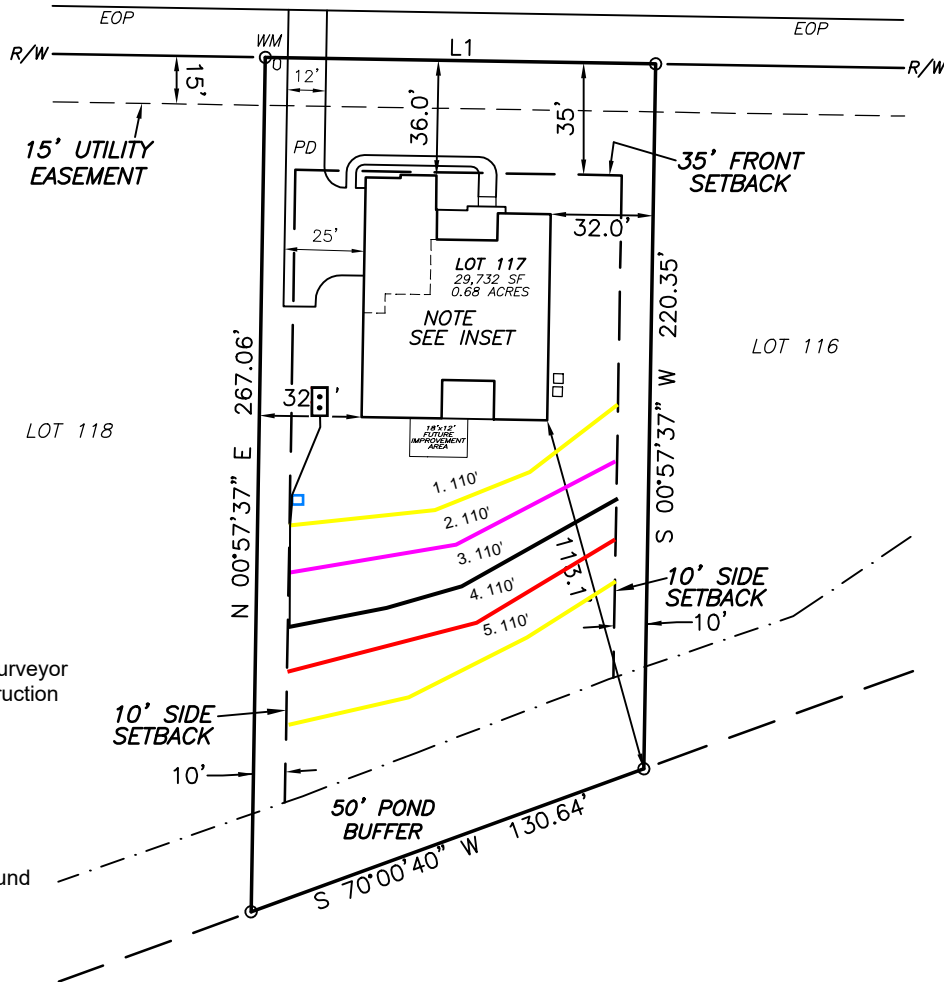 EOP
EOP
R/W
WM
L1
R/W
15'
12'
36.0'
35'
15' UTILITY
EASEMENT
PD
35' FRONT
SETBACK
32.0'
25'
LOT 117
29,732 SF
0.68 ACRES
NOTE
SEE INSET
N 00°57'37" E 267.06'
S 00°57'37" W 220.35'
LOT 116
LOT 118
32 '
18'x12'
FUTURE
IMPROVEMENT
AREA
1. 110'
2. 110'
3. 110'
4. 110'
5. 110'
113.1'
10' SIDE
SETBACK
10'
urveyor
ruction
10' SIDE
SETBACK
10'
50' POND
BUFFER
S 70°00'40" W 130.64'
und